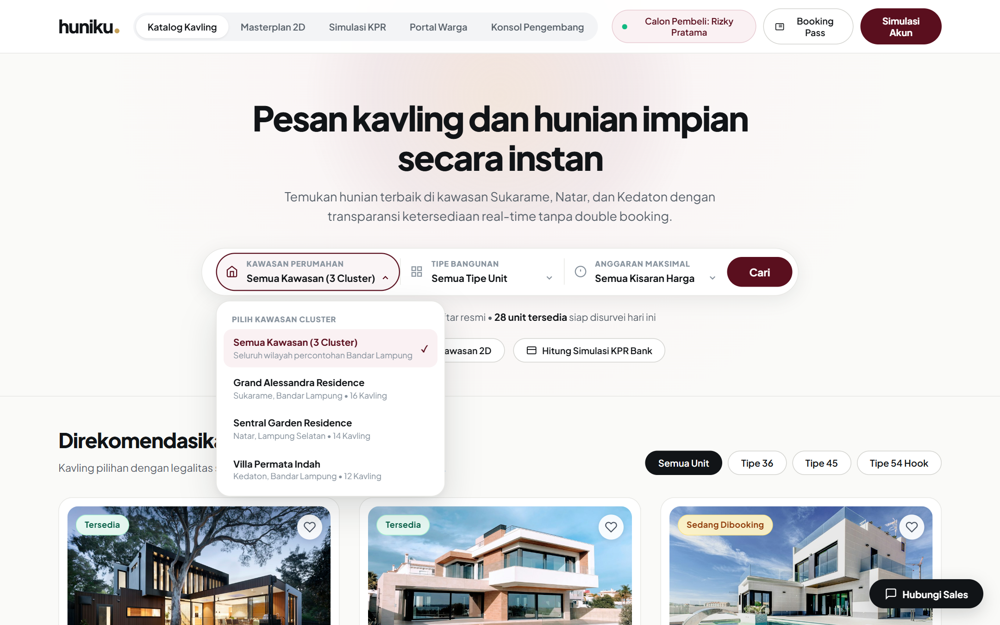 huniku.
Katalog Kavling
Masterplan 2D
Simulasi KPR
Portal Warga
Konsol Pengembang
Calon Pembeli: Rizky
Pratama
Booking
Pass
Simulasi
Akun
Pesan kavling dan hunian impian
secara instan
Temukan hunian terbaik di kawasan Sukarame, Natar, dan Kedaton dengan
transparansi ketersediaan real-time tanpa double booking.
KAWASAN PERUMAHAN
Semua Kawasan (3 Cluster)
TIPE BANGUNAN
Semua Tipe Unit
ANGGARAN MAKSIMAL
Semua Kisaran Harga
Cari
resmi • 28 unit tersedia siap disurvei hari ini
PILIH KAWASAN CLUSTER
Semua Kawasan (3 Cluster)
Seluruh wilayah percontohan Bandar Lampung
Grand Alessandra Residence
Sukarame, Bandar Lampung • 16 Kavling
Sentral Garden Residence
Natar, Lampung Selatan • 14 Kavling
Villa Permata Indah
Kedaton, Bandar Lampung • 12 Kavling
awasan 2D
Hitung Simulasi KPR Bank
Direkomendasika
Kavling pilihan dengan legalitas
Semua Unit
Tipe 36
Tipe 45
Tipe 54 Hook
Tersedia
Tersedia
Sedang Dibooking
Hubungi Sales